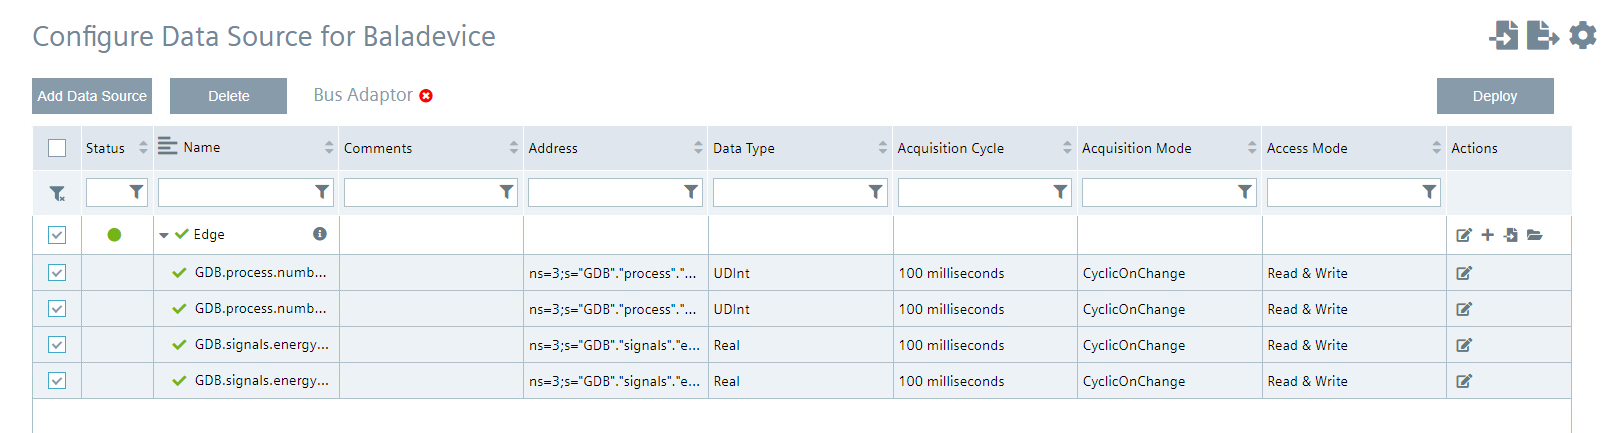 Configure Data Source for Baladevice
Add Data Source Delete Bus Adaptor Deploy
Status Name Comments Address Data Type Acquisition Cycle Acquisition Mode Access Mode Actions
Edge
GDB.process.numb... ns=3;s="GDB"."process"."... UDInt 100 milliseconds CyclicOnChange Read & Write
GDB.process.numb... ns=3;s="GDB"."process"."... UDInt 100 milliseconds CyclicOnChange Read & Write
GDB.signals.energy... ns=3;s="GDB"."signals"."e... Real 100 milliseconds CyclicOnChange Read & Write
GDB.signals.energy... ns=3;s="GDB"."signals"."e... Real 100 milliseconds CyclicOnChange Read & Write